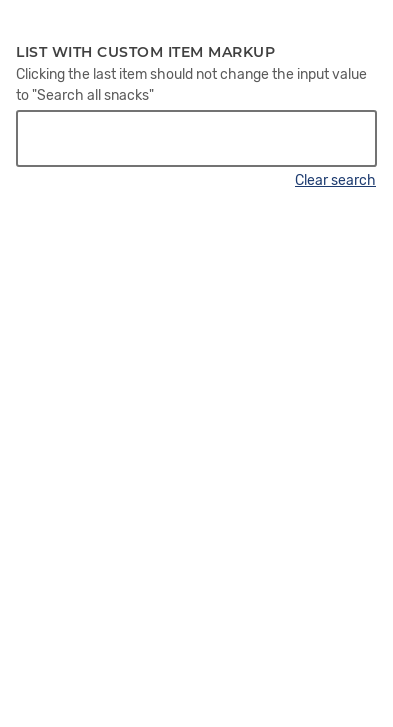 LIST WITH CUSTOM ITEM MARKUP
Clicking the last item should not change the input value
to "Search all snacks"
Clear search